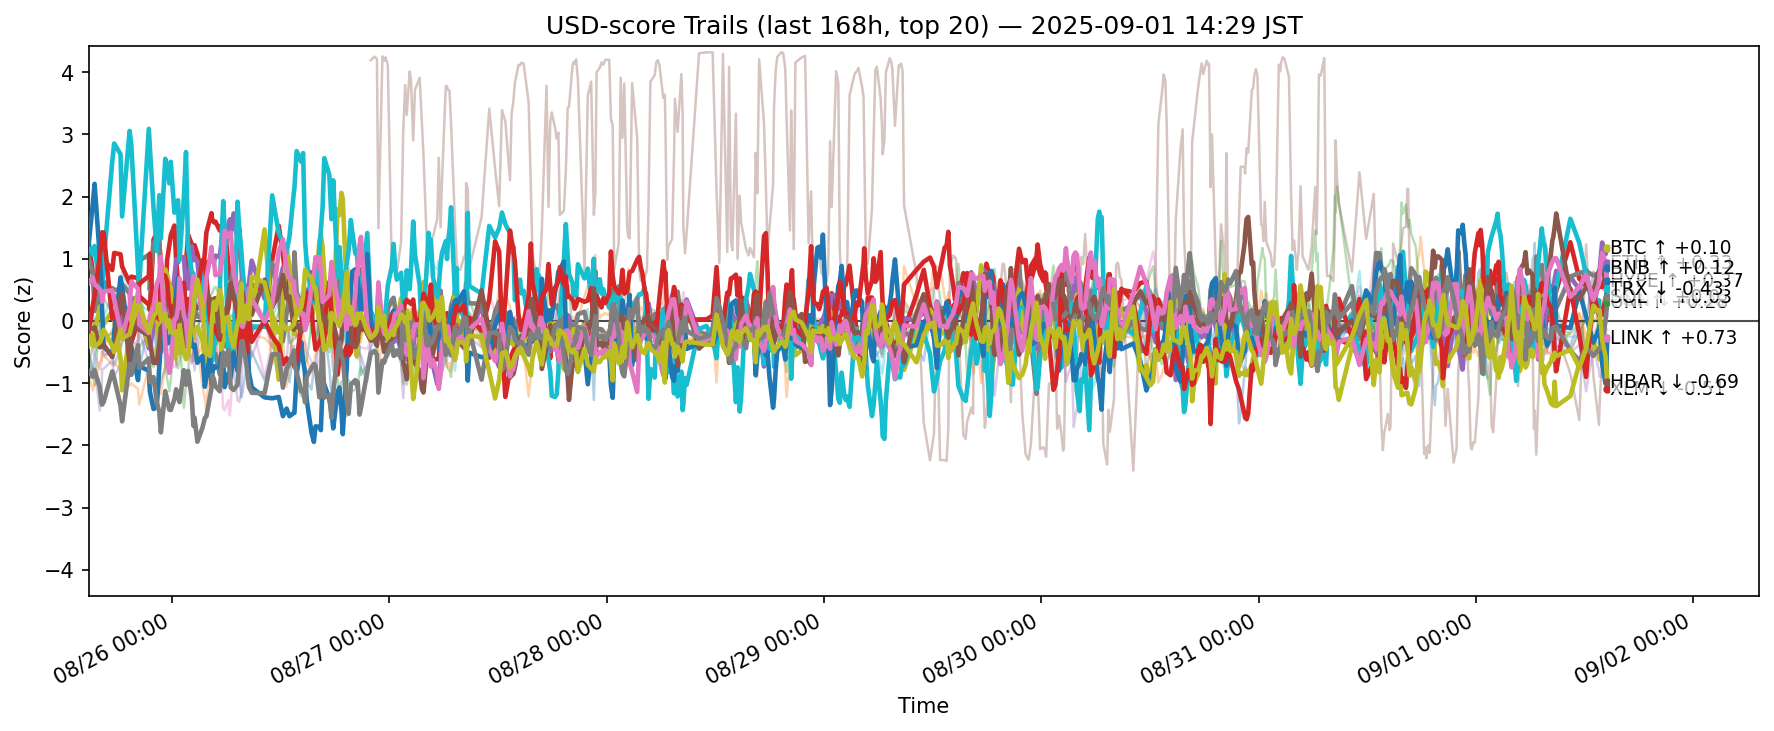 USD-score Trails (last 168h, top 20) — 2025-09-01 14:29 JST
Score (z)
4
3
2
1
0
−1
−2
−3
−4
BTC ↑ +0.10
BNB ↑ +0.12
TRX ↓ -0.43
LINK ↑ +0.73
HBAR ↓ -0.69
XLM ↓ -0.51
08/26 00:00
08/27 00:00
08/28 00:00
08/29 00:00
08/30 00:00
08/31 00:00
09/01 00:00
09/02 00:00
Time